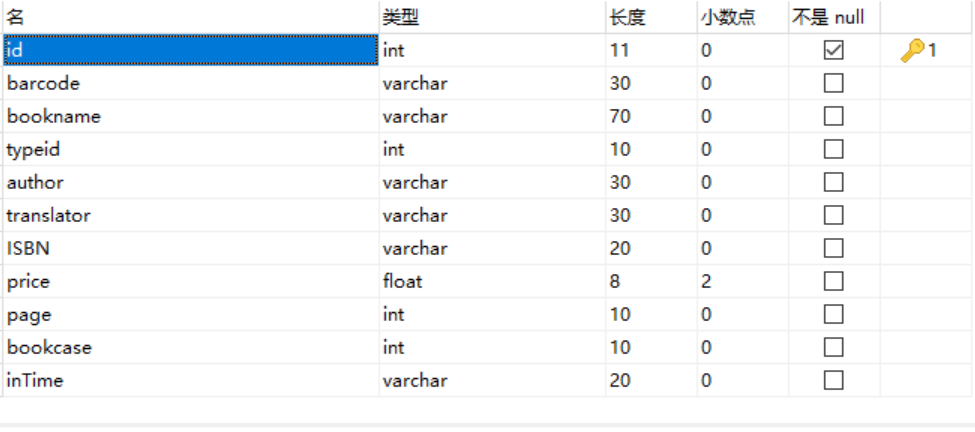 名 类型 长度 小数点 不是 null
id int 11 0 1
barcode varchar 30 0
bookname varchar 70 0
typeid int 10 0
author varchar 30 0
translator varchar 30 0
ISBN varchar 20 0
price float 8 2
page int 10 0
bookcase int 10 0
inTime varchar 20 0